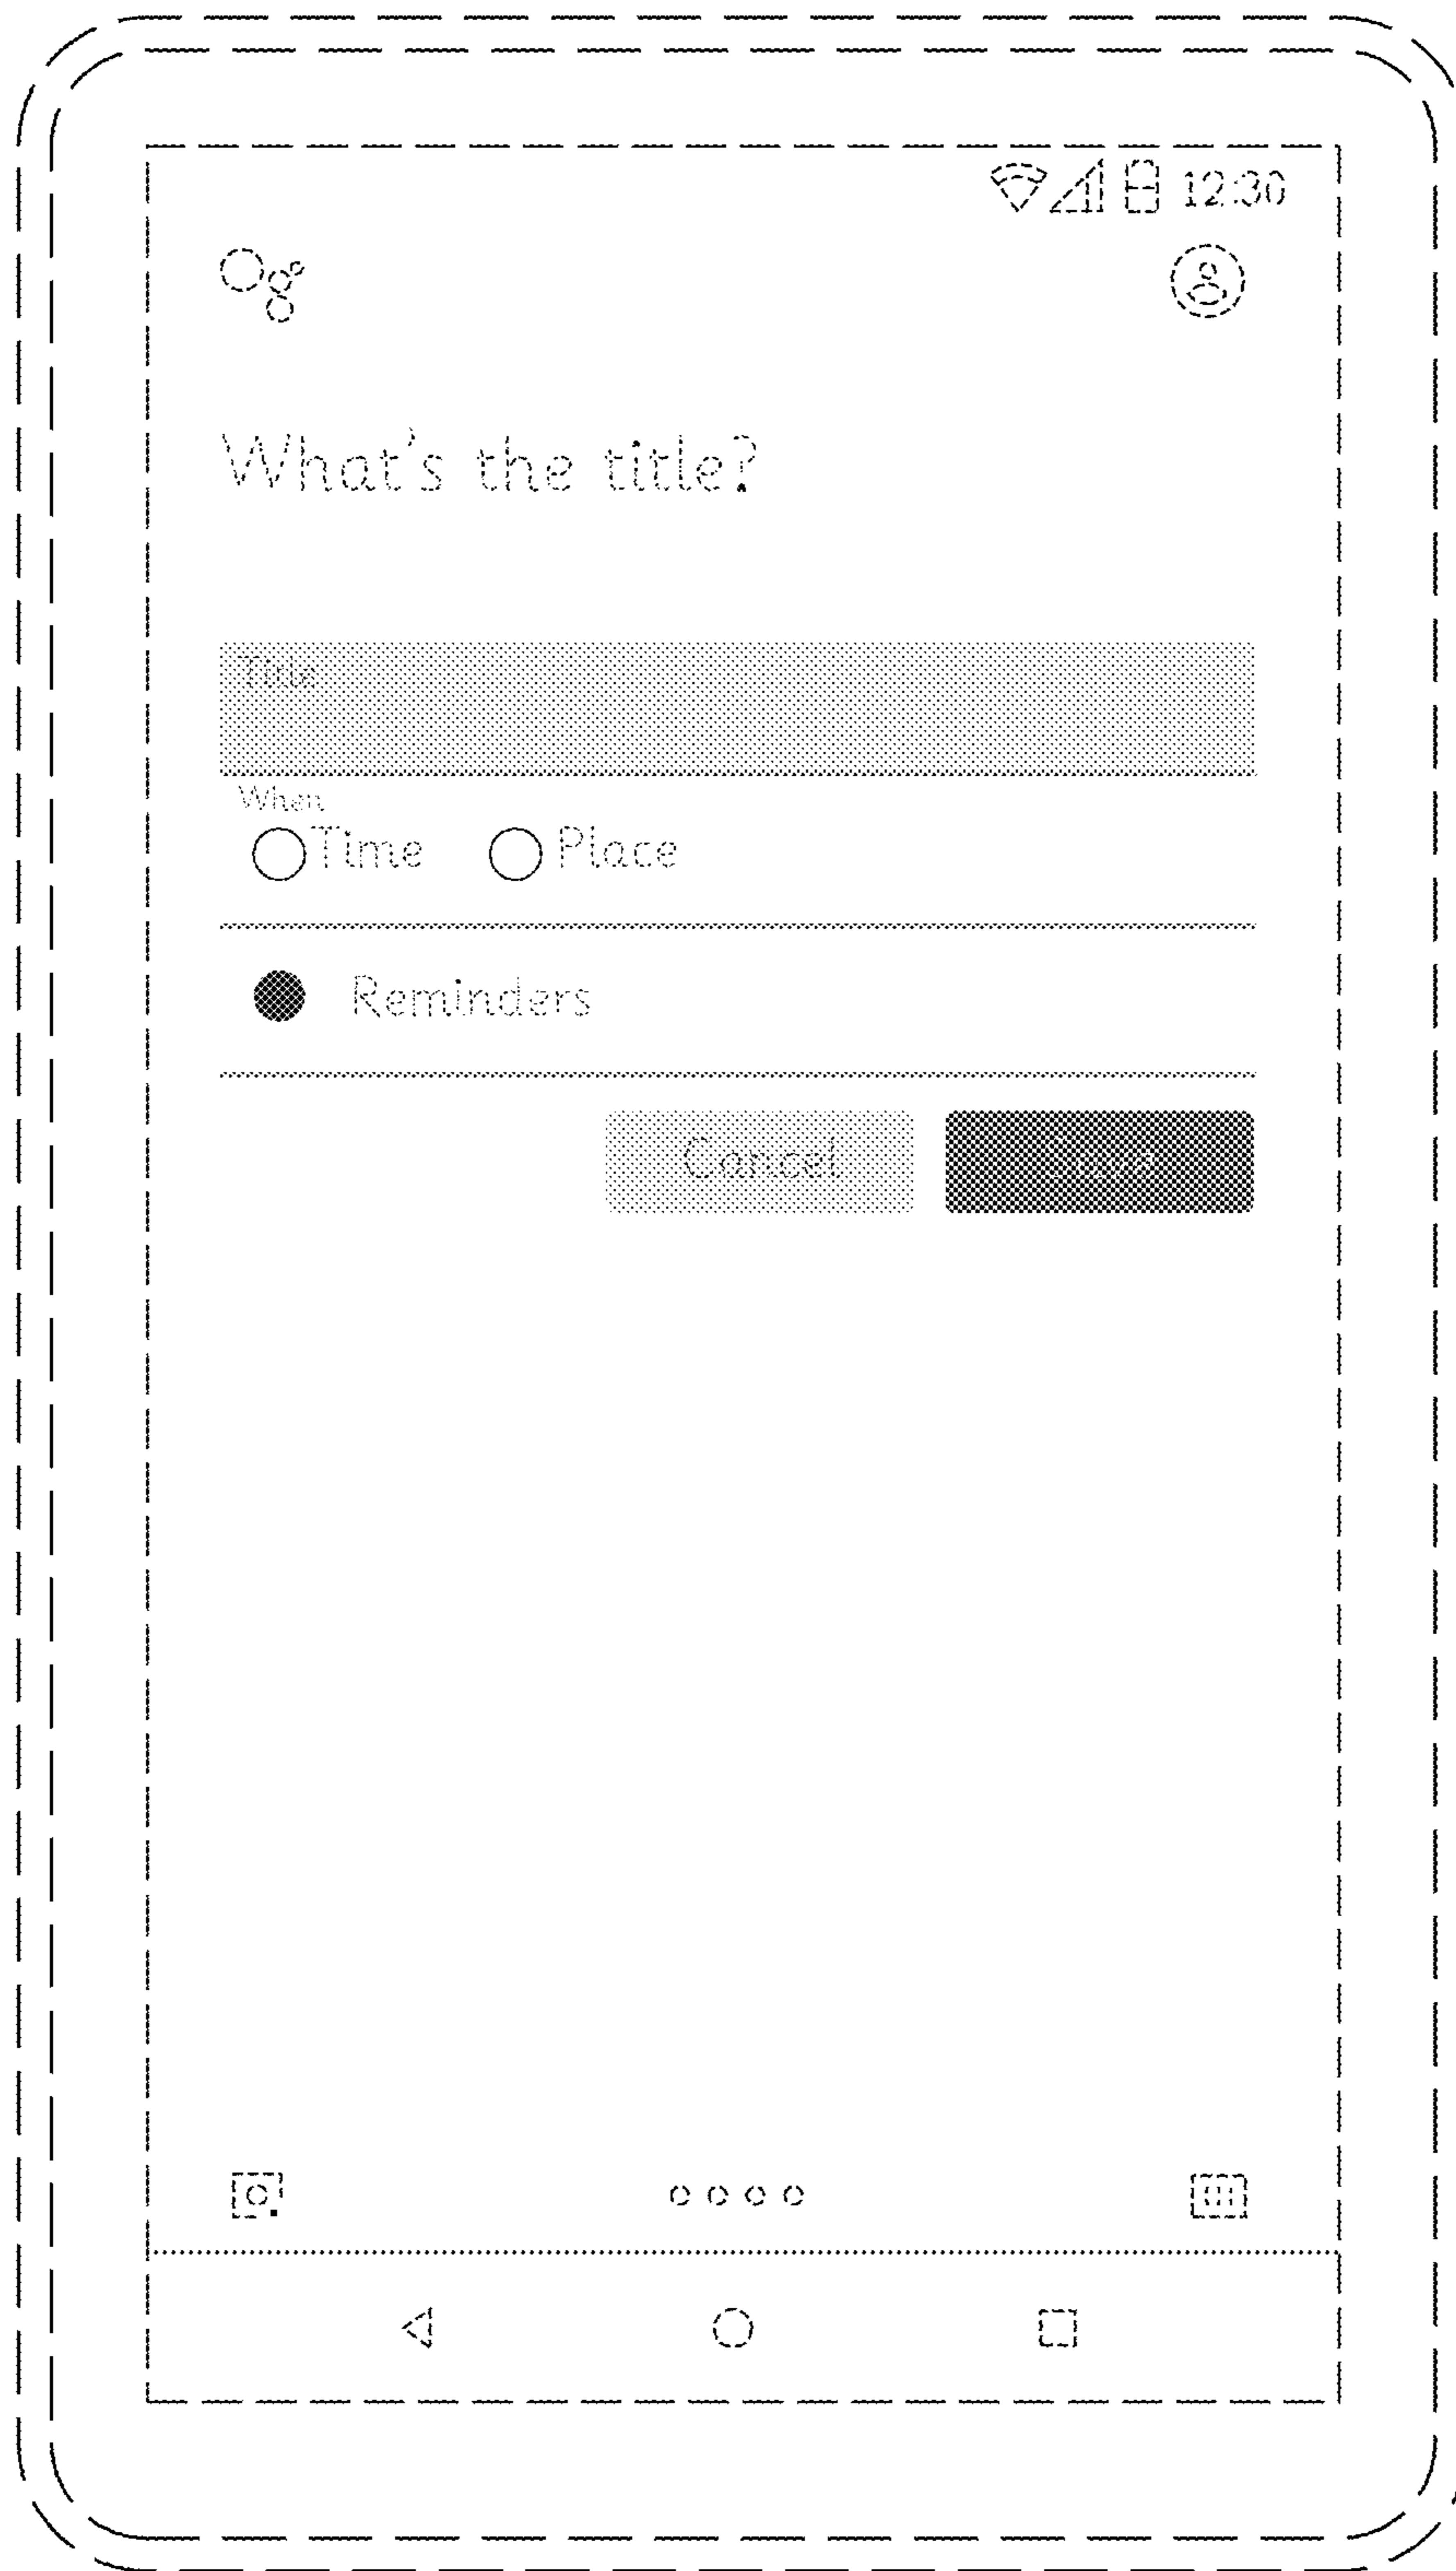 12:30
What's the title?
Title
When
Time Place
Reminders
Cancel